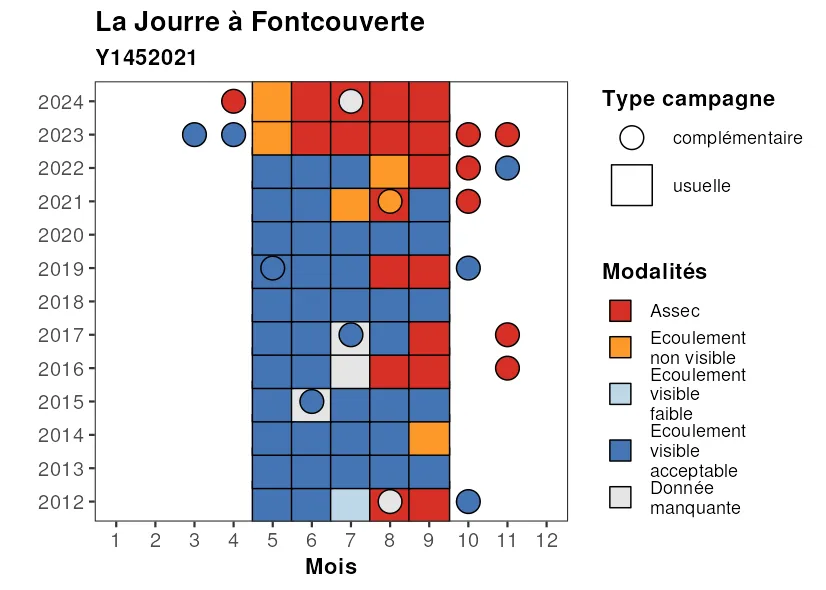 La Jourre à Fontcouverte
Y1452021
2024
2023
2022
2021
2020
2019
2018
2017
2016
2015
2014
2013
2012
1 2 3 4 5 6 7 8 9 10 11 12
Mois
Type campagne
complémentaire
usuelle
Modalités
Assec
Ecoulement
non visible
Ecoulement
visible
faible
Ecoulement
visible
acceptable
Donnée
manquante